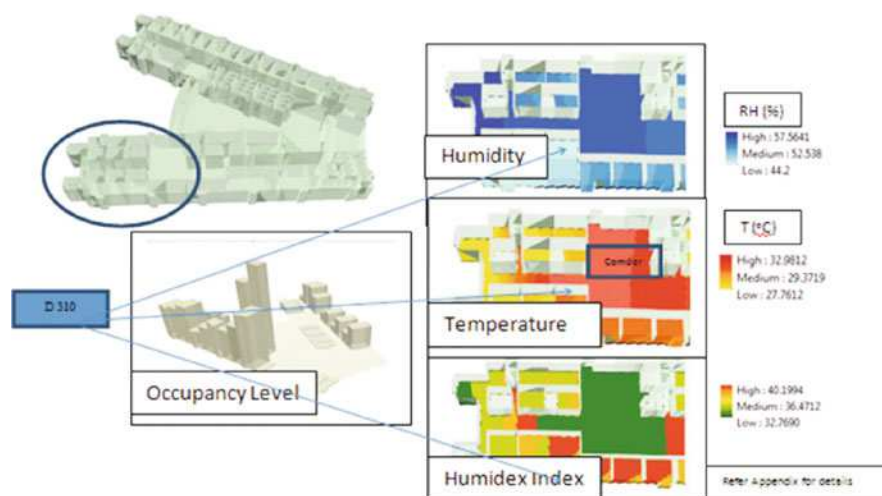 Humidity
RH (%)
High : 57.5641
Medium : 52.538
Low : 44.2
T (°C)
Corridor
High : 32.9812
Medium : 29.3719
Low : 27.7612
D 310
Temperature
Occupancy Level
High : 40.1994
Medium : 36.4712
Low : 32.7690
Humidex Index
Refer Appendix for details